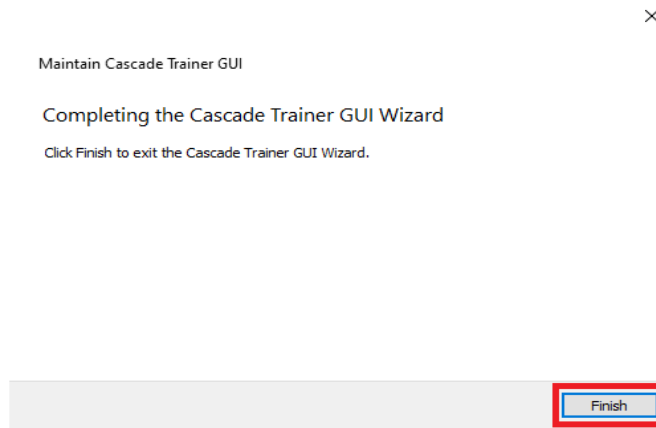 Maintain Cascade Trainer GUI
Completing the Cascade Trainer GUI Wizard
Click Finish to exit the Cascade Trainer GUI Wizard.
Finish